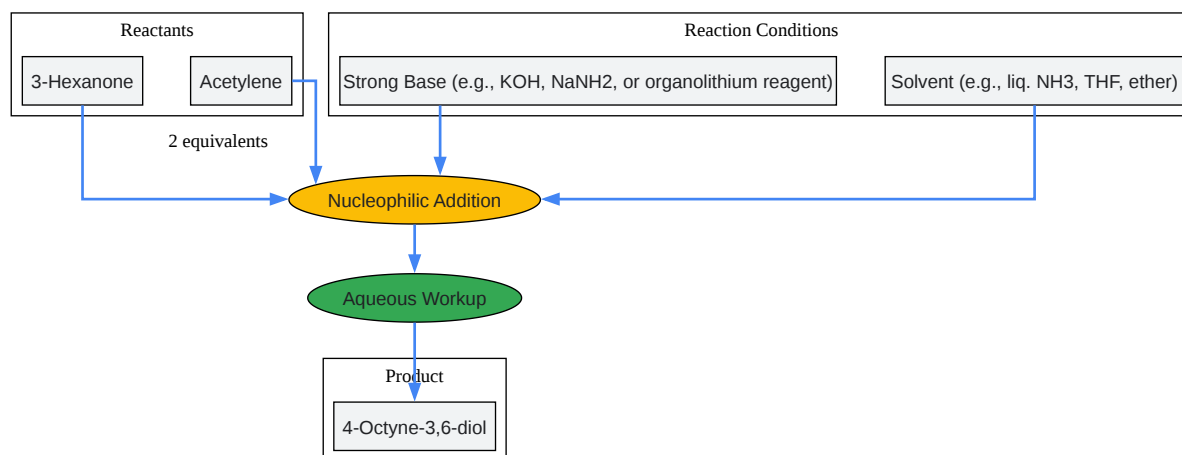 Reactants
Reaction Conditions
3-Hexanone
Acetylene
Strong Base (e.g., KOH, NaNH2, or organolithium reagent)
Solvent (e.g., liq. NH3, THF, ether)
2 equivalents
Nucleophilic Addition
Aqueous Workup
Product
4-Octyne-3,6-diol